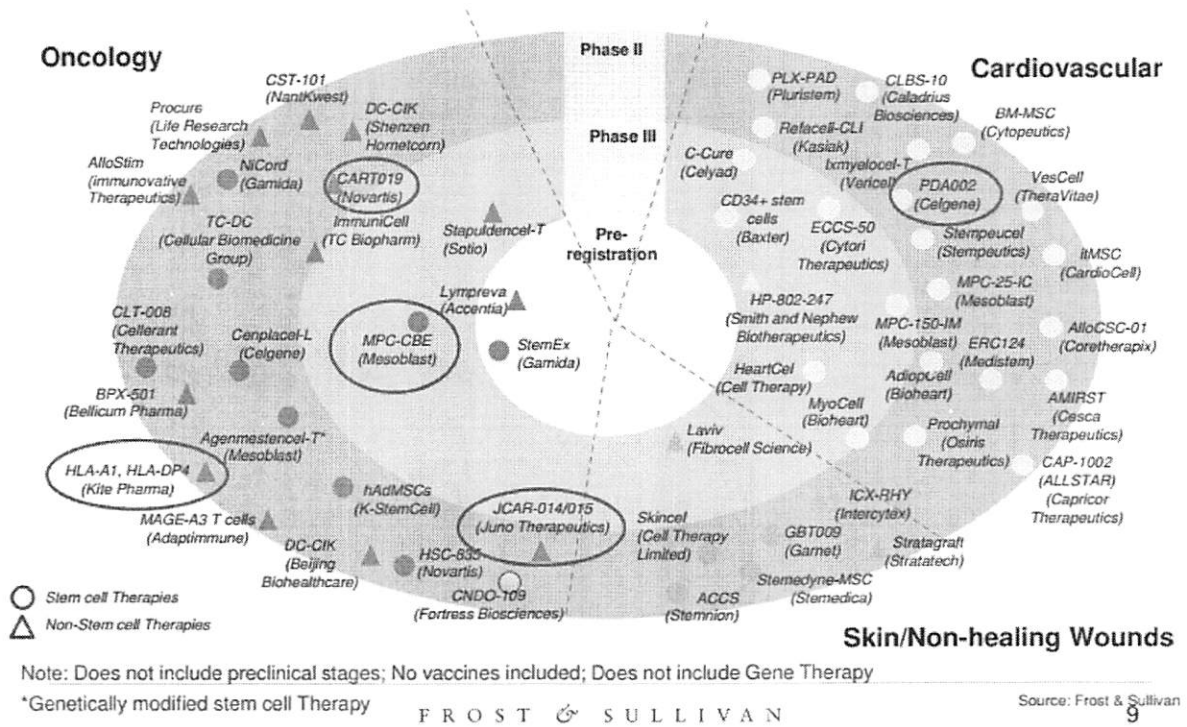 Oncology
Cardiovascular
Skin/Non-healing Wounds
Phase II
Phase III
Pre-
registration
CST-101
(NantKwest)
Procure
(Life Research
Technologies)
DC-CIK
(Shenzen
Hornetcorn)
AlloStim
(immunovative
Therapeutics)
NiCord
(Gamida)
CART019
(Novartis)
TC-DC
(Cellular Biomedicine
Group)
ImmuniCell
(TC Biopharm)
Stapuldencel-T
(Sotio)
Lympreva
(Accentia)
CLT-008
(Cellerant
Therapeutics)
Cenplacel-L
(Celgene)
MPC-CBE
(Mesoblast)
StemEx
(Gamida)
BPX-501
(Bellicum Pharma)
Agenmestencel-T*
(Mesoblast)
HLA-A1, HLA-DP4
(Kite Pharma)
MAGE-A3 T cells
(Adaptimmune)
hAdMSCs
(K-StemCell)
JCAR-014/015
(Juno Therapeutics)
DC-CIK
(Beijing
Biohealthcare)
HSC-835
(Novartis)
CNDO-109
(Fortress Biosciences)
PLX-PAD
(Pluristem)
CLBS-10
(Caladrius
Biosciences)
BM-MSC
(Cytopeutics)
Refacell-CLI
(Kasiak)
C-Cure
(Celyad)
Ixmyelocel-T
(Vericel)
PDA002
(Celgene)
VesCell
(TheraVitae)
CD34+ stem
cells
(Baxter)
ECCS-50
(Cytori
Therapeutics)
Stempeucel
(Stempeutics)
itMSC
(CardioCell)
MPC-25-IC
(Mesoblast)
HP-802-247
(Smith and Nephew
Biotherapeutics)
MPC-150-IM
(Mesoblast)
ERC124
(Medistem)
AlloCSC-01
(Coretherapix)
HeartCel
(Cell Therapy)
AdiopCell
(Bioheart)
MyoCell
(Bioheart)
AMIRST
(Cesca
Therapeutics)
Prochymal
(Osiris
Therapeutics)
CAP-1002
(ALLSTAR)
(Capricor
Therapeutics)
Laviv
(Fibrocell Science)
ICX-RHY
(Intercytex)
Skincel
(Cell Therapy
Limited)
GBT009
(Garnet)
Stratagraft
(Stratatech)
Stemedyne-MSC
(Stemedica)
ACCS
(Stemnion)
Stem cell Therapies
Non-Stem cell Therapies
Note: Does not include preclinical stages; No vaccines included; Does not include Gene Therapy
*Genetically modified stem cell Therapy
FROST & SULLIVAN
Source: Frost & Sullivan
9